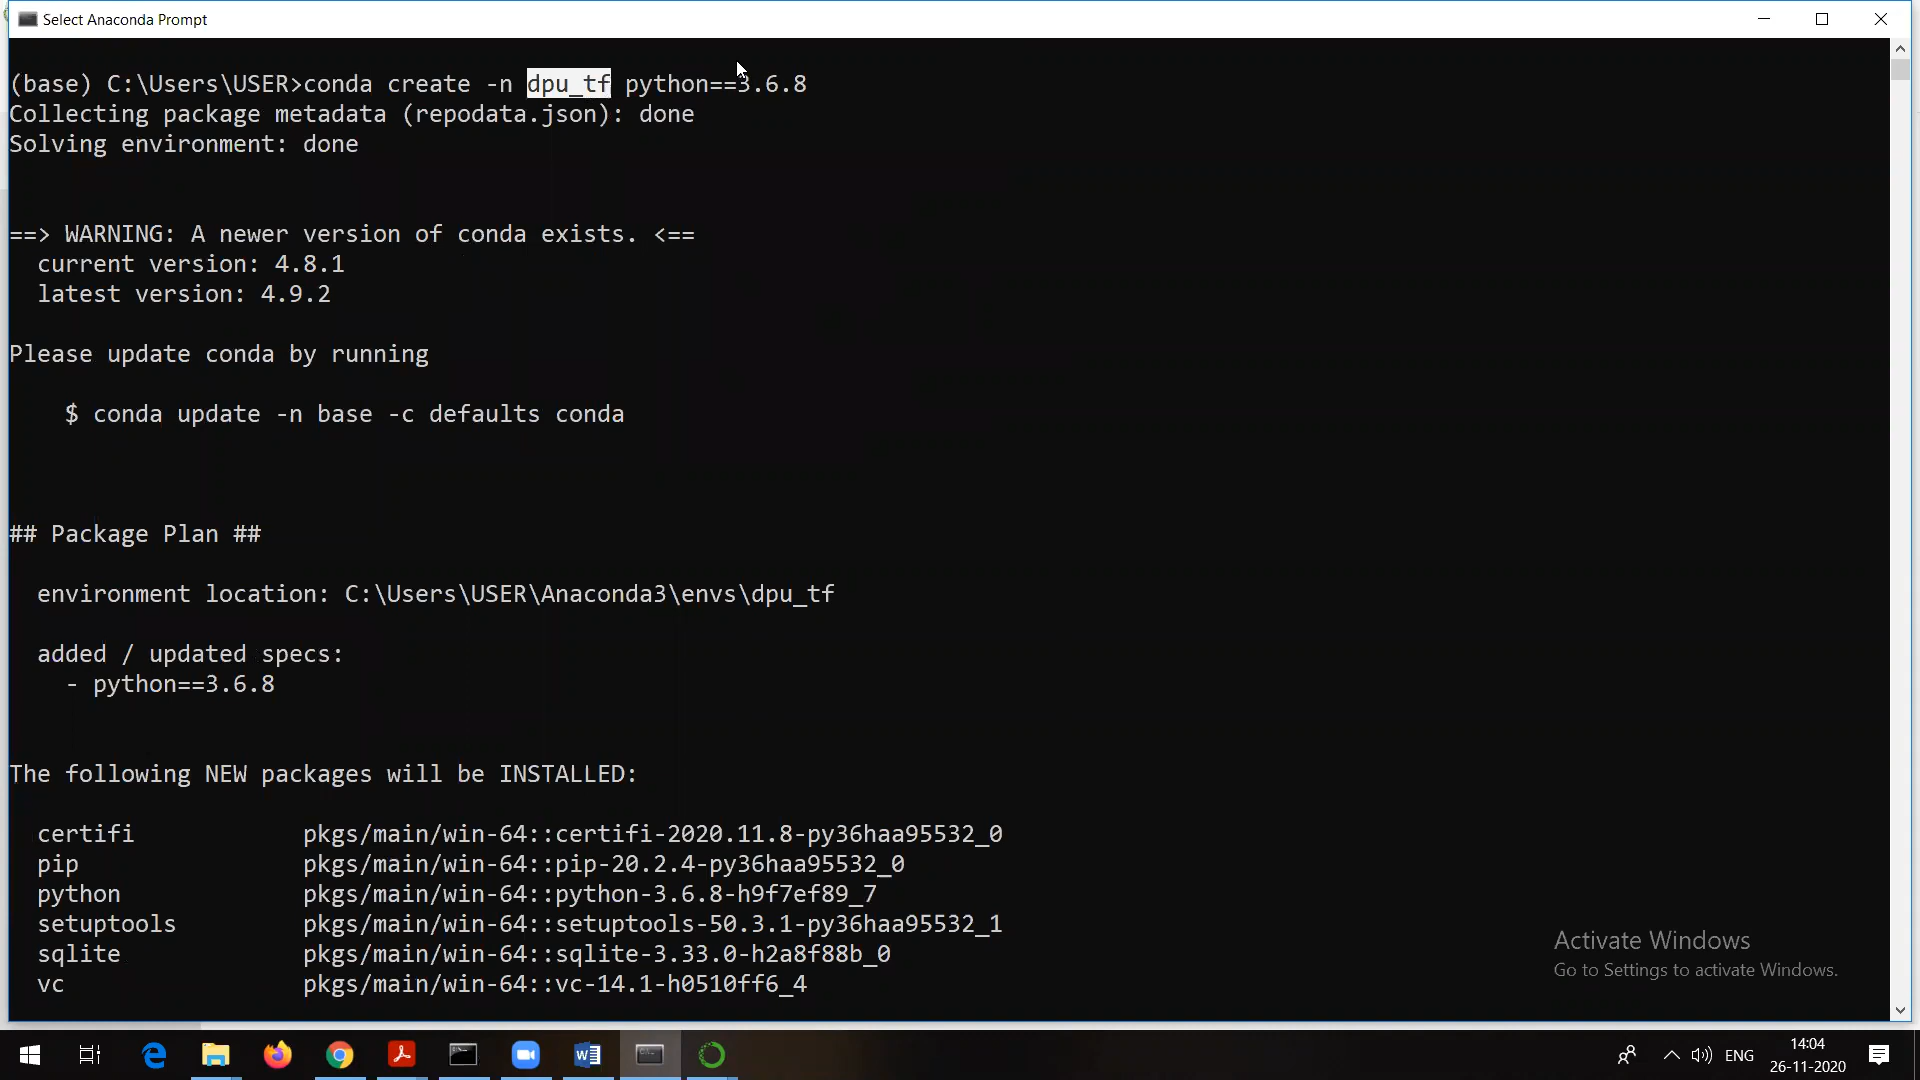 Select Anaconda Prompt
(base) C:\Users\USER>conda create -n dpu_tf python==3.6.8
Collecting package metadata (repodata.json): done
Solving environment: done
==> WARNING: A newer version of conda exists. <==
current version: 4.8.1
latest version: 4.9.2
Please update conda by running
$ conda update -n base -c defaults conda
## Package Plan ##
environment location: C:\Users\USER\Anaconda3\envs\dpu_tf
added / updated specs:
- python==3.6.8
The following NEW packages will be INSTALLED:
certifi pkgs/main/win-64::certifi-2020.11.8-py36haa95532_0
pip pkgs/main/win-64::pip-20.2.4-py36haa95532_0
python pkgs/main/win-64::python-3.6.8-h9f7ef89_7
setuptools pkgs/main/win-64::setuptools-50.3.1-py36haa95532_1
sqlite pkgs/main/win-64::sqlite-3.33.0-h2a8f88b_0
vc pkgs/main/win-64::vc-14.1-h0510ff6_4
Activate Windows
Go to Settings to activate Windows.
ENG
14:04
26-11-2020